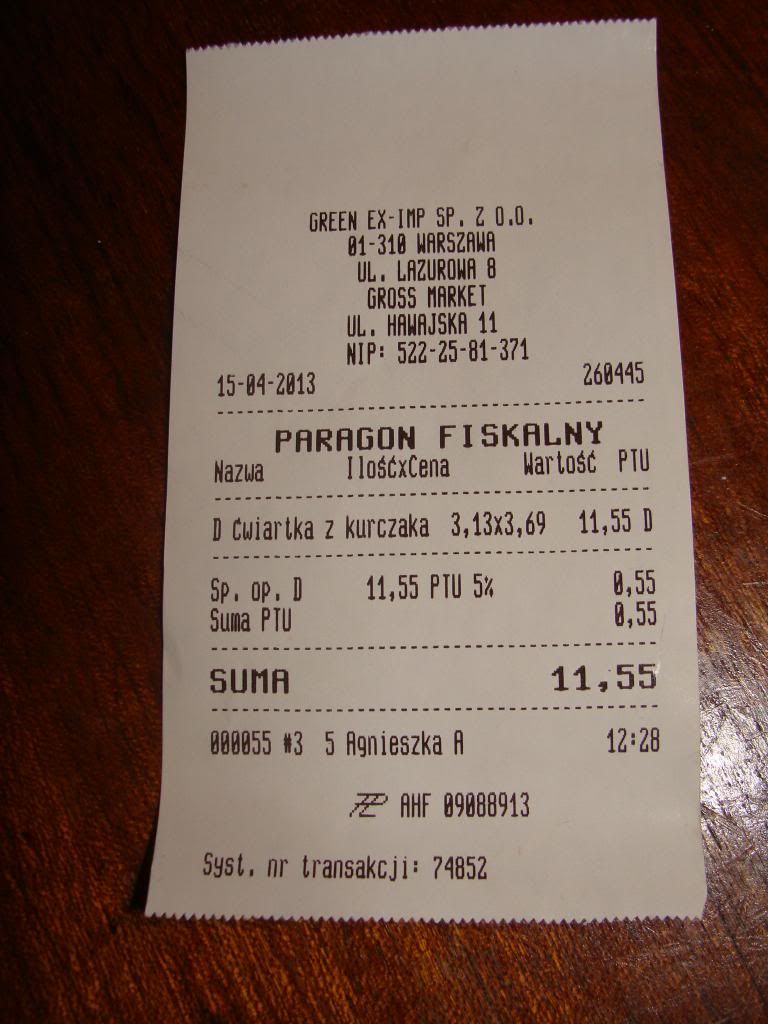 GREEN EX-IMP SP. Z O.O.
01-310 WARSZAWA
UL. LAZUROWA 8
GROSS MARKET
UL. HAWAJSKA 11
NIP: 522-25-81-371
15-04-2013 260445
PARAGON FISKALNY
Nazwa IlośćxCena Wartość PTU
D Ćwiartka z kurczaka 3,13x3,69 11,55 D
Sp. op. D 11,55 PTU 5% 0,55
Suma PTU 0,55
SUMA 11,55
000055 #3 5 Agnieszka A 12:28
AHF 09088913
Syst. nr transakcji: 74852